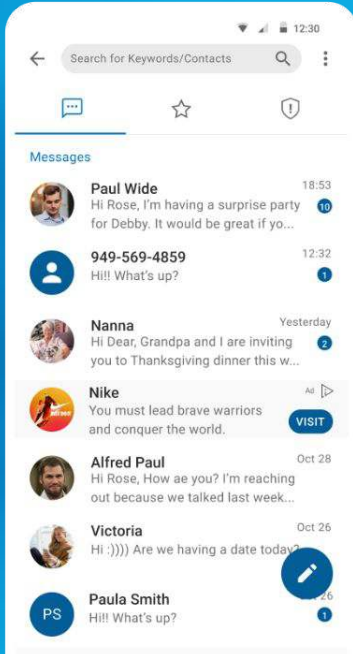 12:30
Search for Keywords/Contacts
Messages
Paul Wide
18:53
Hi Rose, I'm having a surprise party
10
for Debby. It would be great if yo...
949-569-4859
12:32
Hi!! What's up?
1
Nanna
Yesterday
Hi Dear, Grandpa and I are inviting
2
you to Thanksgiving dinner this w...
Nike
Ad
You must lead brave warriors
and conquer the world.
VISIT
Alfred Paul
Oct 28
Hi Rose, How ae you? I'm reaching
out because we talked last week...
Victoria
Oct 26
Hi :)))) Are we having a date today?
PS
Paula Smith
26
Hi!! What's up?
1